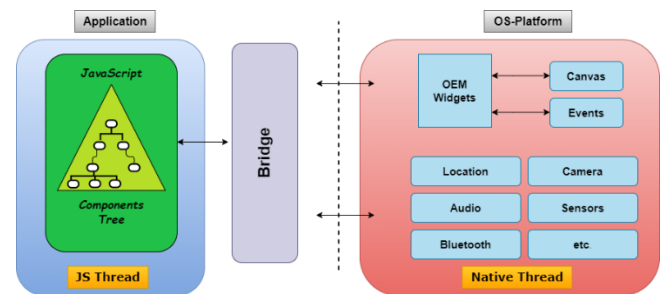 Application
OS-Platform
JavaScript
Components
Tree
JS Thread
Bridge
OEM
Widgets
Canvas
Events
Location
Camera
Audio
Sensors
Bluetooth
etc.
Native Thread